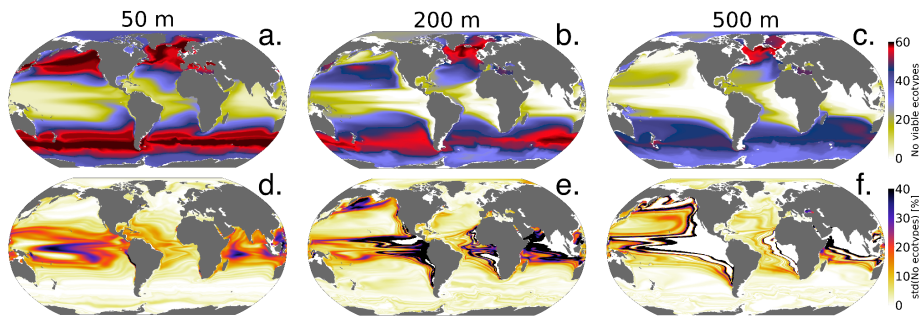 50 m 200 m 500 m
a. b. c.
60
40
20
0
No viable ecotypes
d. e. f.
40
30
20
10
0
std(No ecotypes) [%]